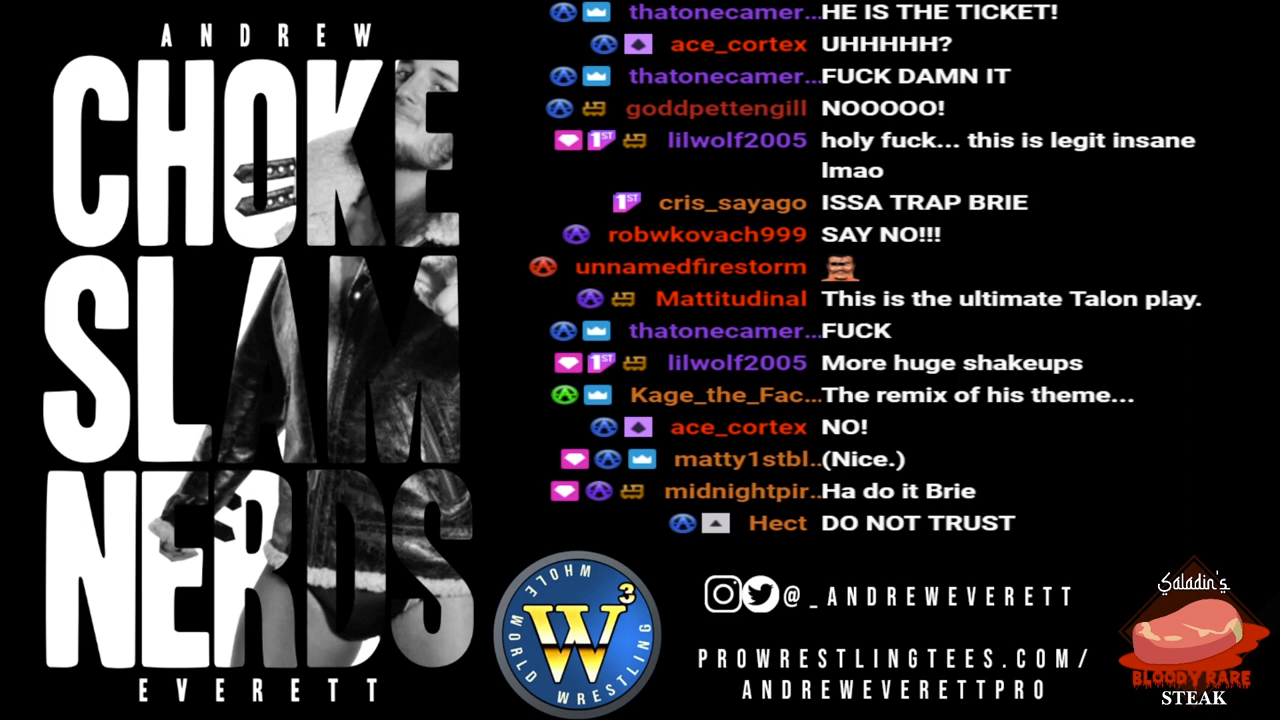 ANDREW
CHOKE
SLAM
NERDS
EVERETT
thatonecamer... HE IS THE TICKET!
ace_cortex UHHHHH?
thatonecamer... FUCK DAMN IT
goddpettengill NOOOOO!
1ST lilwolf2005 holy fuck... this is legit insane
lmao
1ST cris_sayago ISSA TRAP BRIE
robwkovach999 SAY NO!!!
unnamedfirestorm
Mattitudinal This is the ultimate Talon play.
thatonecamer... FUCK
1ST lilwolf2005 More huge shakeups
Kage_the_Fac... The remix of his theme...
ace_cortex NO!
matty1stbl.. (Nice.)
midnightpir.. Ha do it Brie
Hect DO NOT TRUST
WHOLE
W3
WORLD WRESTLING
@_ANDREWEVERETT
PROWRESTLINGTEES.COM/
ANDREWEVERETTPRO
Saladin's
BLOODY RARE
STEAK